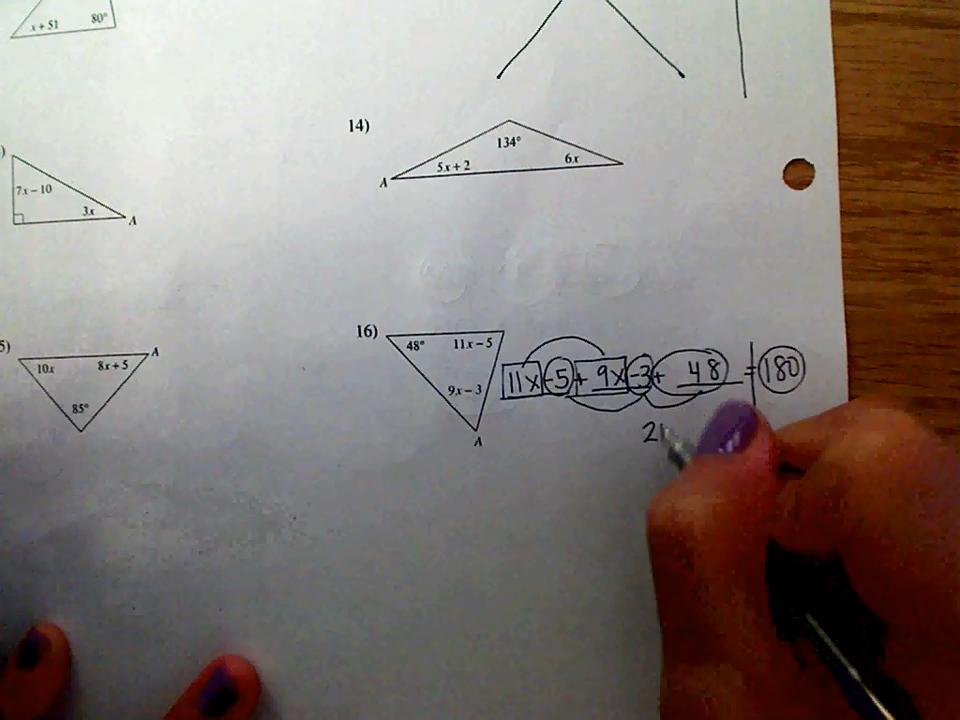 x + 51 80°
14)
134°
5x + 2 6x
A
)
7x − 10
3x
A
16)
48° 11x − 5
9x − 3
A
11x -5 + 9x -3 + 48 = 180
5)
A
10x 8x + 5
85°